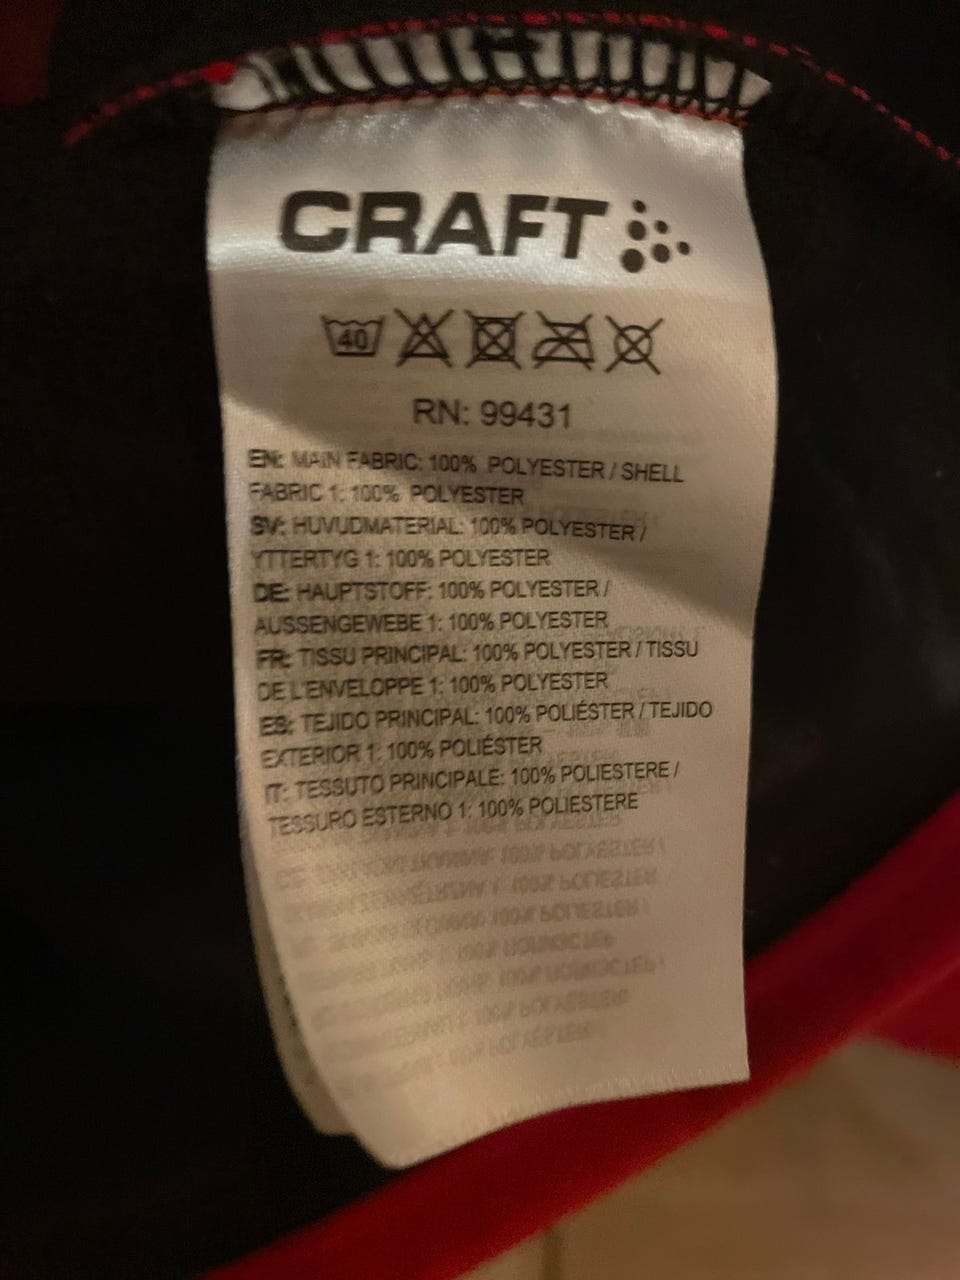 CRAFT
40
RN: 99431
EN: MAIN FABRIC: 100% POLYESTER / SHELL
FABRIC 1: 100% POLYESTER
SV: HUVUDMATERIAL: 100% POLYESTER /
YTTERTYG 1: 100% POLYESTER
DE: HAUPTSTOFF: 100% POLYESTER /
AUSSENGEWEBE 1: 100% POLYESTER
FR: TISSU PRINCIPAL: 100% POLYESTER / TISSU
DE L'ENVELOPPE 1: 100% POLYESTER
ES: TEJIDO PRINCIPAL: 100% POLIÉSTER / TEJIDO
EXTERIOR 1: 100% POLIÉSTER
IT: TESSUTO PRINCIPALE: 100% POLIESTERE /
TESSURO ESTERNO 1: 100% POLIESTERE